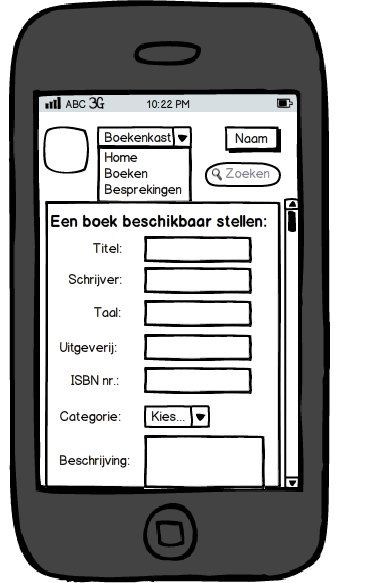 ABC 3G 10:22 PM
Boekenkast
Naam
Home
Boeken
Besprekingen
Zoeken
Een boek beschikbaar stellen:
Titel:
Schrijver:
Taal:
Uitgeverij:
ISBN nr.:
Categorie: Kies...
Beschrijving: